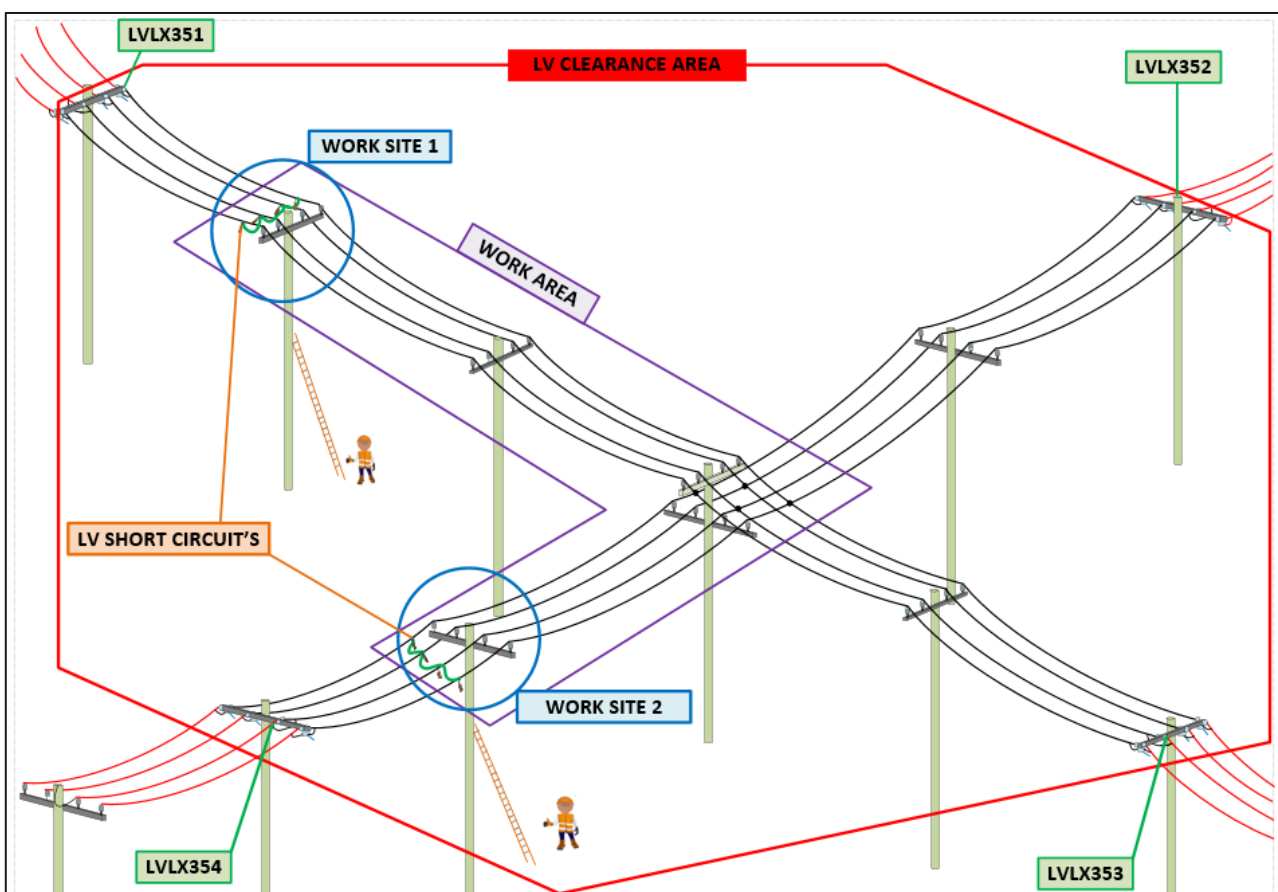 LVLX351
LV CLEARANCE AREA
LVLX352
WORK SITE 1
WORK AREA
LV SHORT CIRCUIT'S
WORK SITE 2
LVLX354
LVLX353